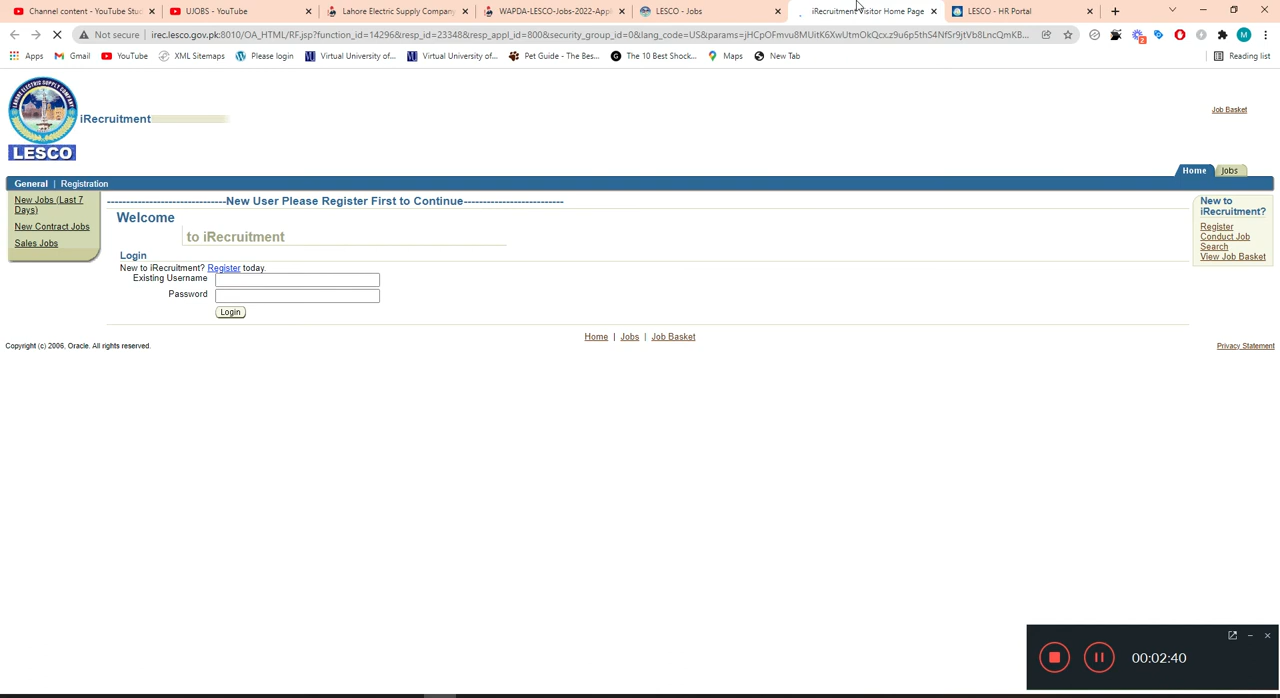 Channel content - YouTube Stud
UJOBS - YouTube
Lahore Electric Supply Company
WAPDA-LESCO-Jobs-2022-Appl
LESCO - Jobs
iRecruitment Visitor Home Page
LESCO - HR Portal
Not secure
irec.lesco.gov.pk:8010/OA_HTML/RF.jsp?function_id=14296&resp_id=23348&resp_appl_id=800&security_group_id=0&lang_code=US&params=jHCpOFmvu8MUitK6XwUtmOkQcx.z9u6p5thS4NfSr9jtVb8LncQmKB...
M
Apps
Gmail
YouTube
XML Sitemaps
Please login
Virtual University of...
Virtual University of...
Pet Guide - The Bes...
The 10 Best Shock...
Maps
New Tab
Reading list
LESCO
iRecruitment
Job Basket
Home
Jobs
General | Registration
New Jobs (Last 7 Days)
New Contract Jobs
Sales Jobs
-------------------------------New User Please Register First to Continue--------------------------
Welcome
to iRecruitment
Login
New to iRecruitment? Register today.
Existing Username
Password
Login
New to iRecruitment?
Register
Conduct Job Search
View Job Basket
Home | Jobs | Job Basket
Copyright (c) 2006, Oracle. All rights reserved.
Privacy Statement
00:02:40